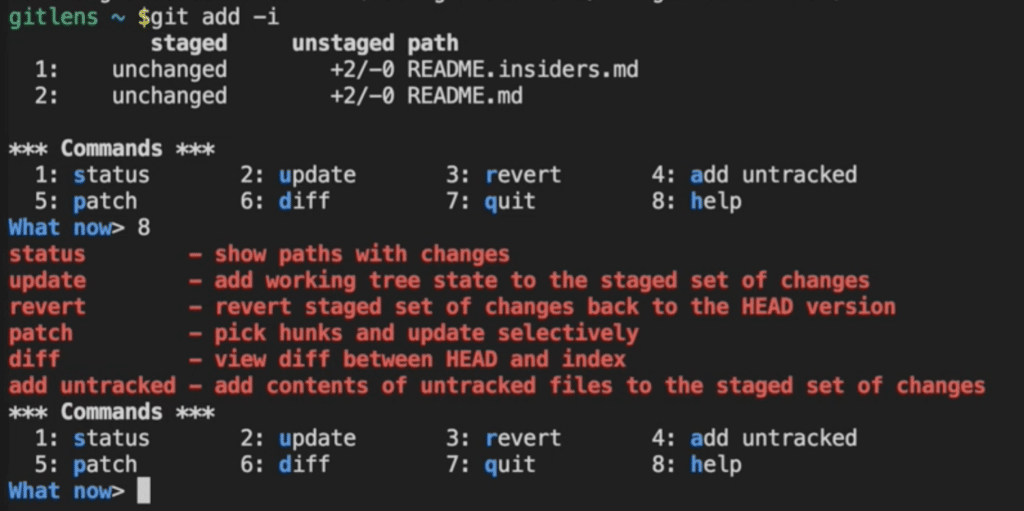 gitlens ~ $git add -i
staged unstaged path
1: unchanged +2/-0 README.insiders.md
2: unchanged +2/-0 README.md
*** Commands ***
1: status 2: update 3: revert 4: add untracked
5: patch 6: diff 7: quit 8: help
What now> 8
status - show paths with changes
update - add working tree state to the staged set of changes
revert - revert staged set of changes back to the HEAD version
patch - pick hunks and update selectively
diff - view diff between HEAD and index
add untracked - add contents of untracked files to the staged set of changes
*** Commands ***
1: status 2: update 3: revert 4: add untracked
5: patch 6: diff 7: quit 8: help
What now>